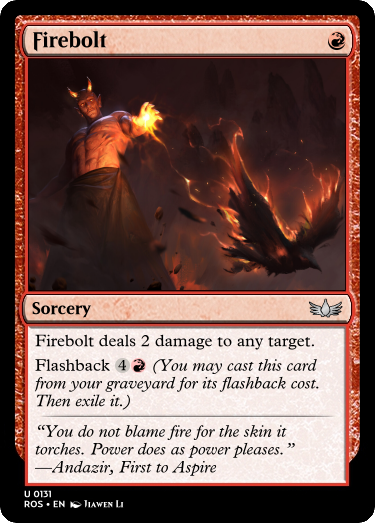 Firebolt
Sorcery
Firebolt deals 2 damage to any target.
Flashback 4 (You may cast this card
from your graveyard for its flashback cost.
Then exile it.)
“You do not blame fire for the skin it
torches. Power does as power pleases.”
—Andazir, First to Aspire
U 0131
ROS • EN Jiawen Li